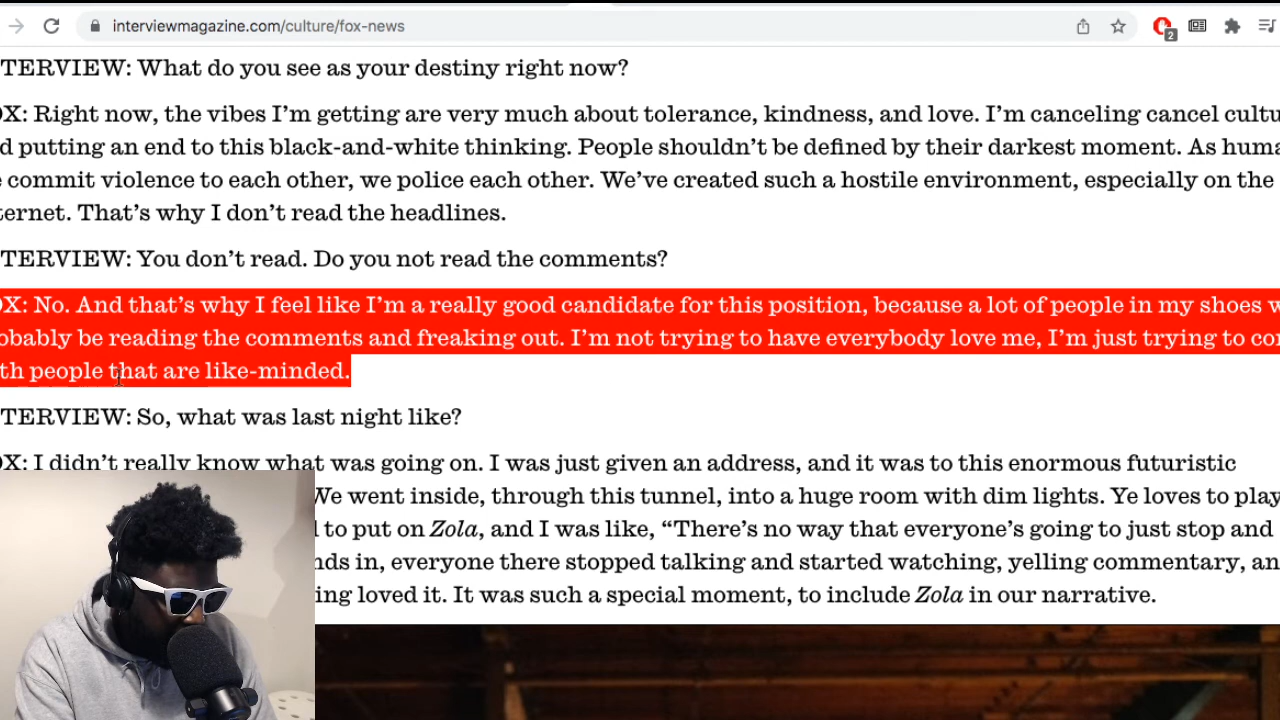 interviewmagazine.com/culture/fox-news
2
TERVIEW: What do you see as your destiny right now?
X: Right now, the vibes I’m getting are very much about tolerance, kindness, and love. I’m canceling cancel cultu
d putting an end to this black-and-white thinking. People shouldn’t be defined by their darkest moment. As huma
e commit violence to each other, we police each other. We’ve created such a hostile environment, especially on the
ternet. That’s why I don’t read the headlines.
TERVIEW: You don’t read. Do you not read the comments?
X: No. And that’s why I feel like I’m a really good candidate for this position, because a lot of people in my shoes w
obably be reading the comments and freaking out. I’m not trying to have everybody love me, I’m just trying to con
th people that are like-minded.
TERVIEW: So, what was last night like?
X: I didn’t really know what was going on. I was just given an address, and it was to this enormous futuristic
We went inside, through this tunnel, into a huge room with dim lights. Ye loves to play
l to put on Zola, and I was like, “There’s no way that everyone’s going to just stop and
nds in, everyone there stopped talking and started watching, yelling commentary, an
ing loved it. It was such a special moment, to include Zola in our narrative.